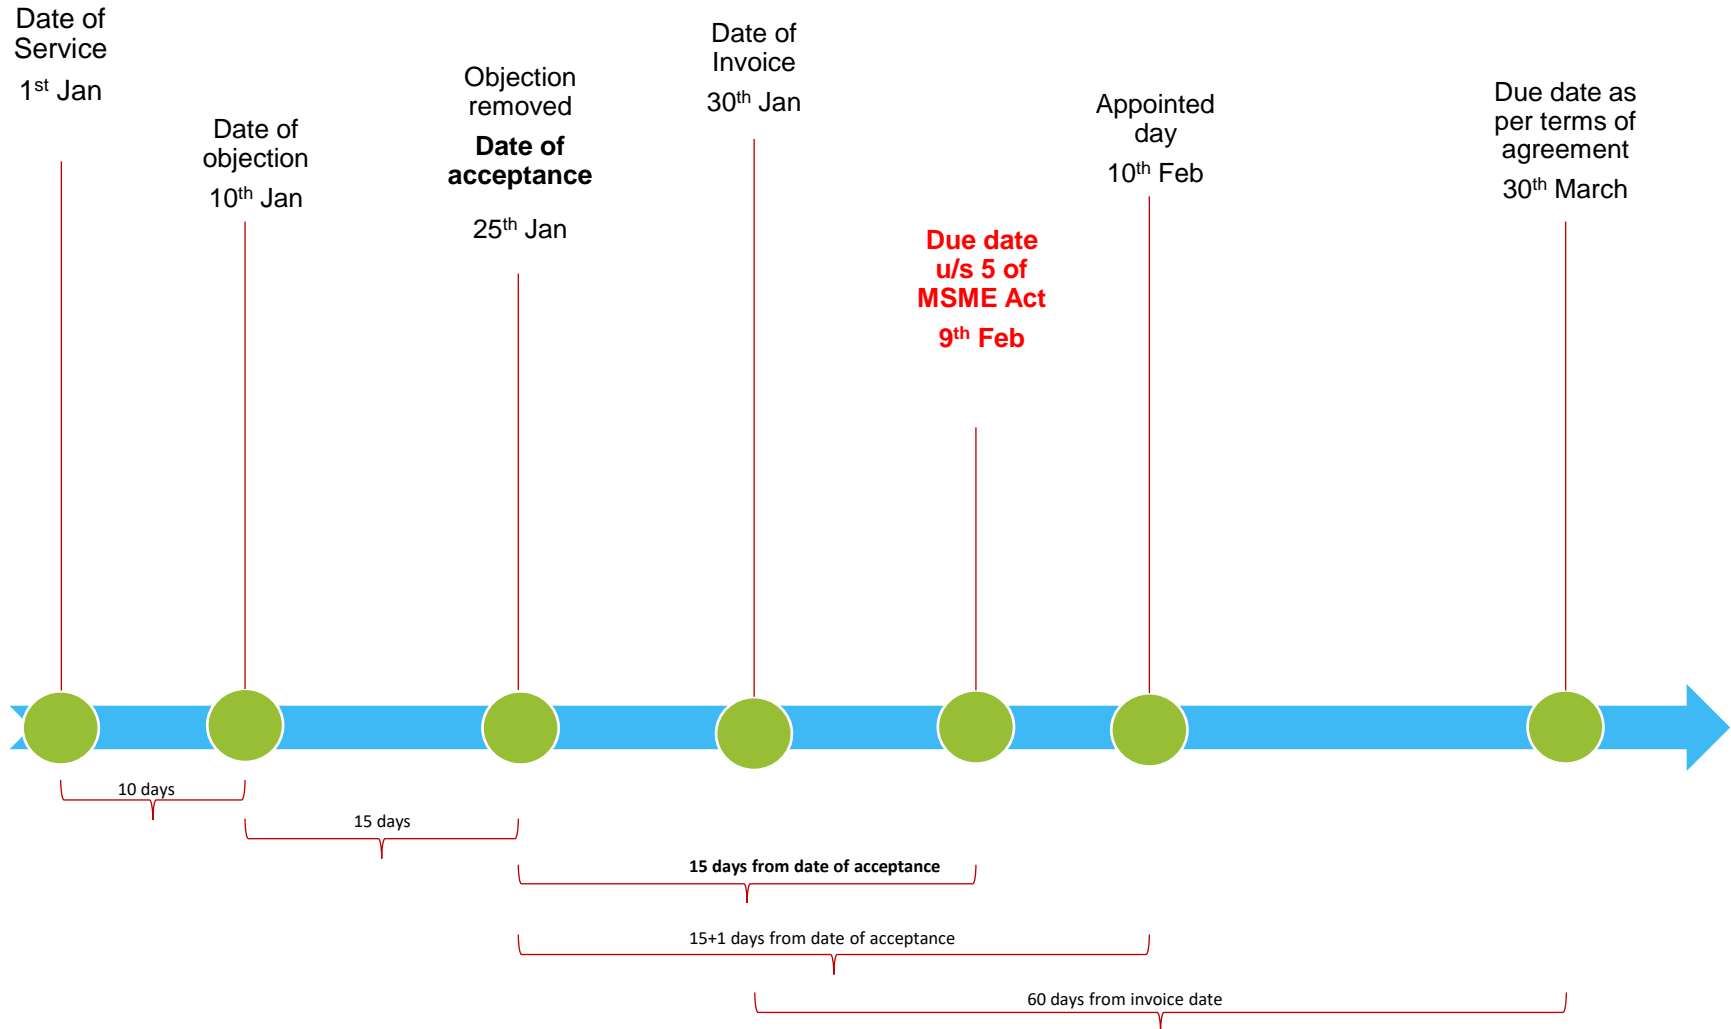 Date of
Service
1st Jan
Date of
objection
10th Jan
Objection
removed
Date of
acceptance
25th Jan
Date of
Invoice
30th Jan
Due date
u/s 5 of
MSME Act
9th Feb
Appointed
day
10th Feb
Due date as
per terms of
agreement
30th March
10 days
15 days
15 days from date of acceptance
15+1 days from date of acceptance
60 days from invoice date